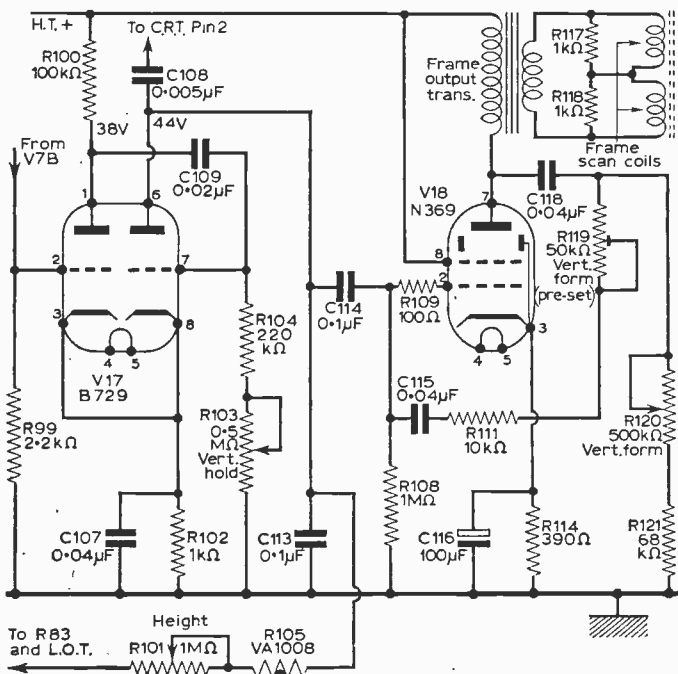 H.T.+
R100
100kΩ
To CRT. Pin 2
C108
0·005µF
38V
44V
From
V7B
C109
0·02µF
1
6
2
7
3
8
4
5
V17
B729
R99
2·2kΩ
R104
220
kΩ
R103
0·5
MΩ
Vert.
hold
C107
0·04µF
R102
1kΩ
C113
0·1µF
C114
0·1µF
Frame
output
trans.
R117
1kΩ
R118
1kΩ
Frame
scan coils
V18
N369
7
8
2
3
4
5
R109
100Ω
C118
0·04µF
R119
50kΩ
Vert.
form
(pre-set)
C115
0·04µF
R111
10kΩ
R108
1MΩ
C116
100µF
R114
390Ω
R120
500kΩ
Vert.form
R121
68
kΩ
To R83
and L.O.T.
Height
R101
1MΩ
R105
VA1008